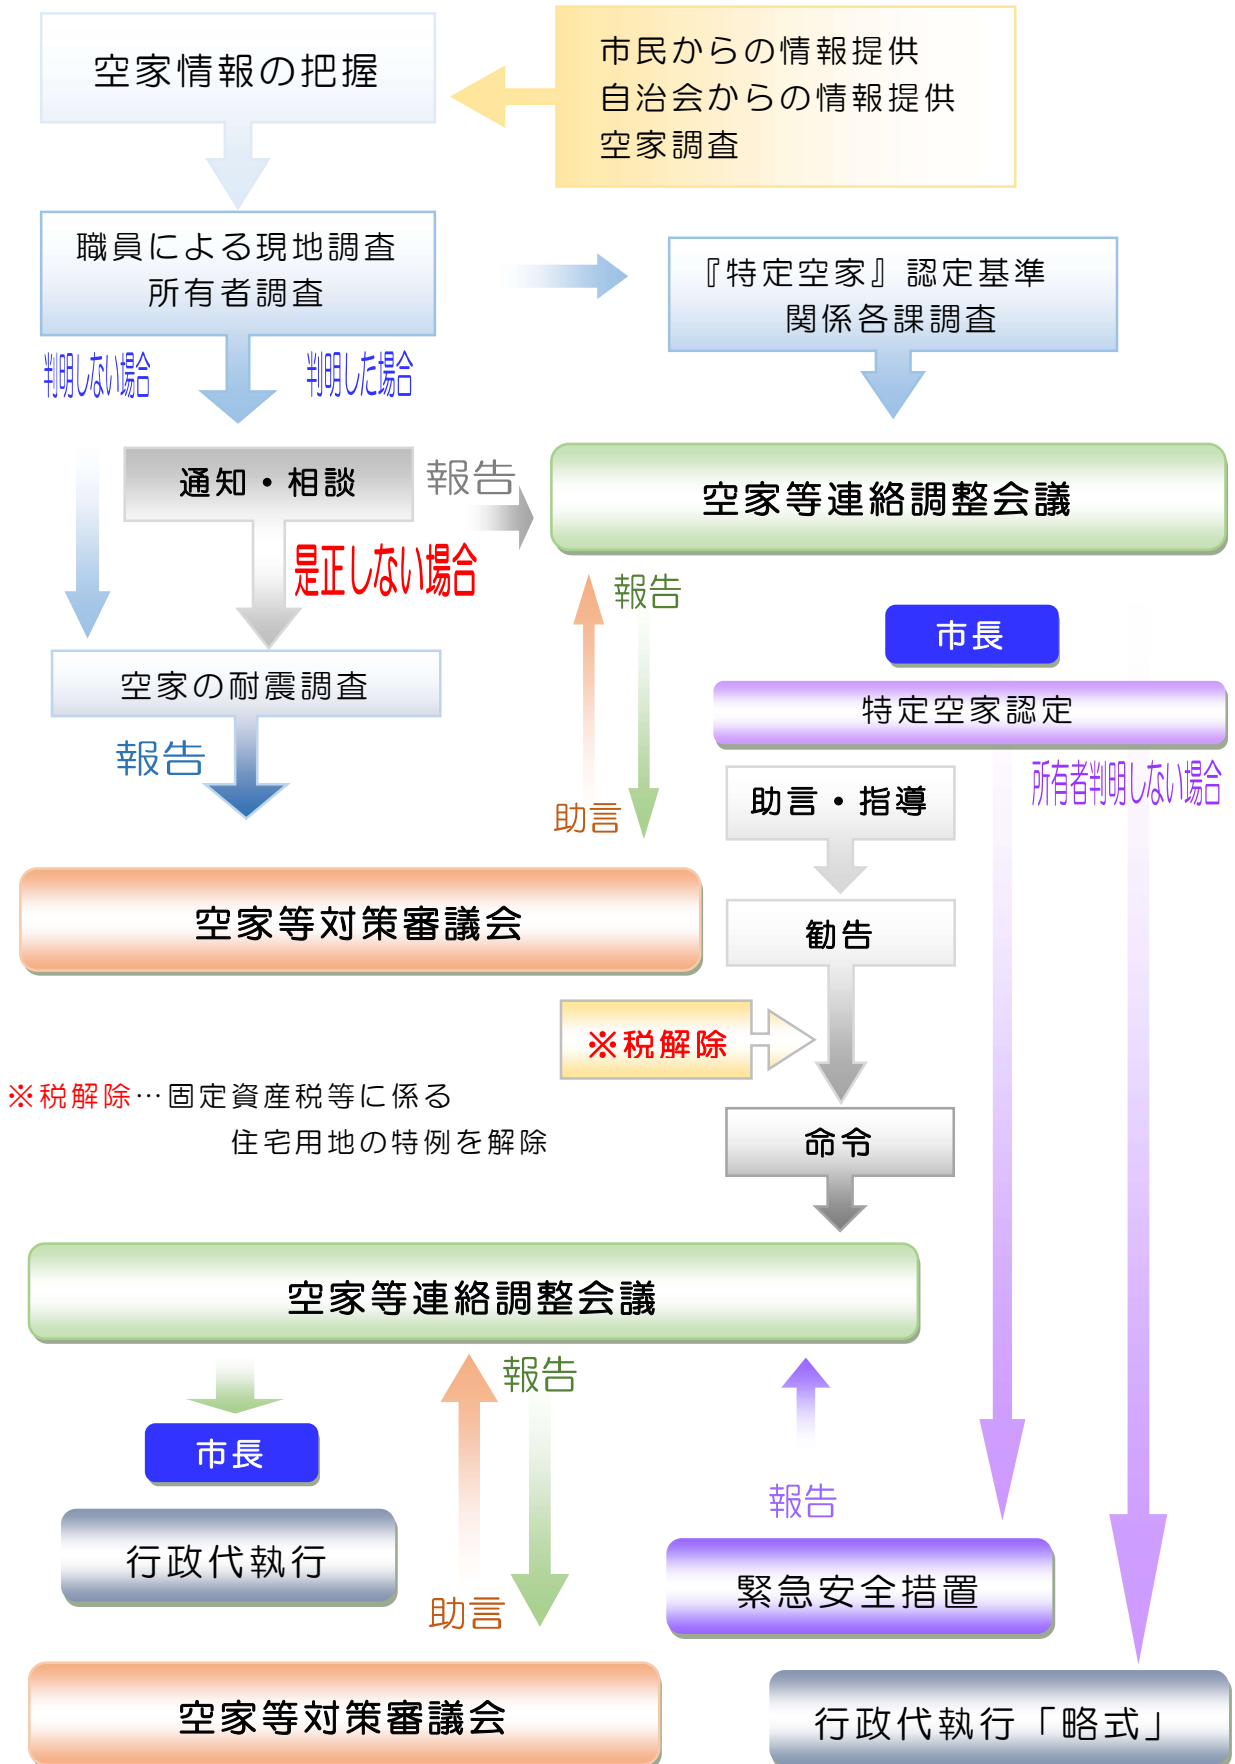 空家情報の把握
市民からの情報提供
自治会からの情報提供
空家調査
職員による現地調査
所有者調査
『特定空家』認定基準
関係各課調査
判明しない場合
判明した場合
通知・相談
報告
空家等連絡調整会議
是正しない場合
報告
市長
空家の耐震調査
特定空家認定
報告
所有者判明しない場合
助言・指導
助言
空家等対策審議会
勧告
※税解除
※税解除…固定資産税等に係る
住宅用地の特例を解除
命令
空家等連絡調整会議
報告
市長
報告
行政代執行
緊急安全措置
助言
空家等対策審議会
行政代執行「略式」